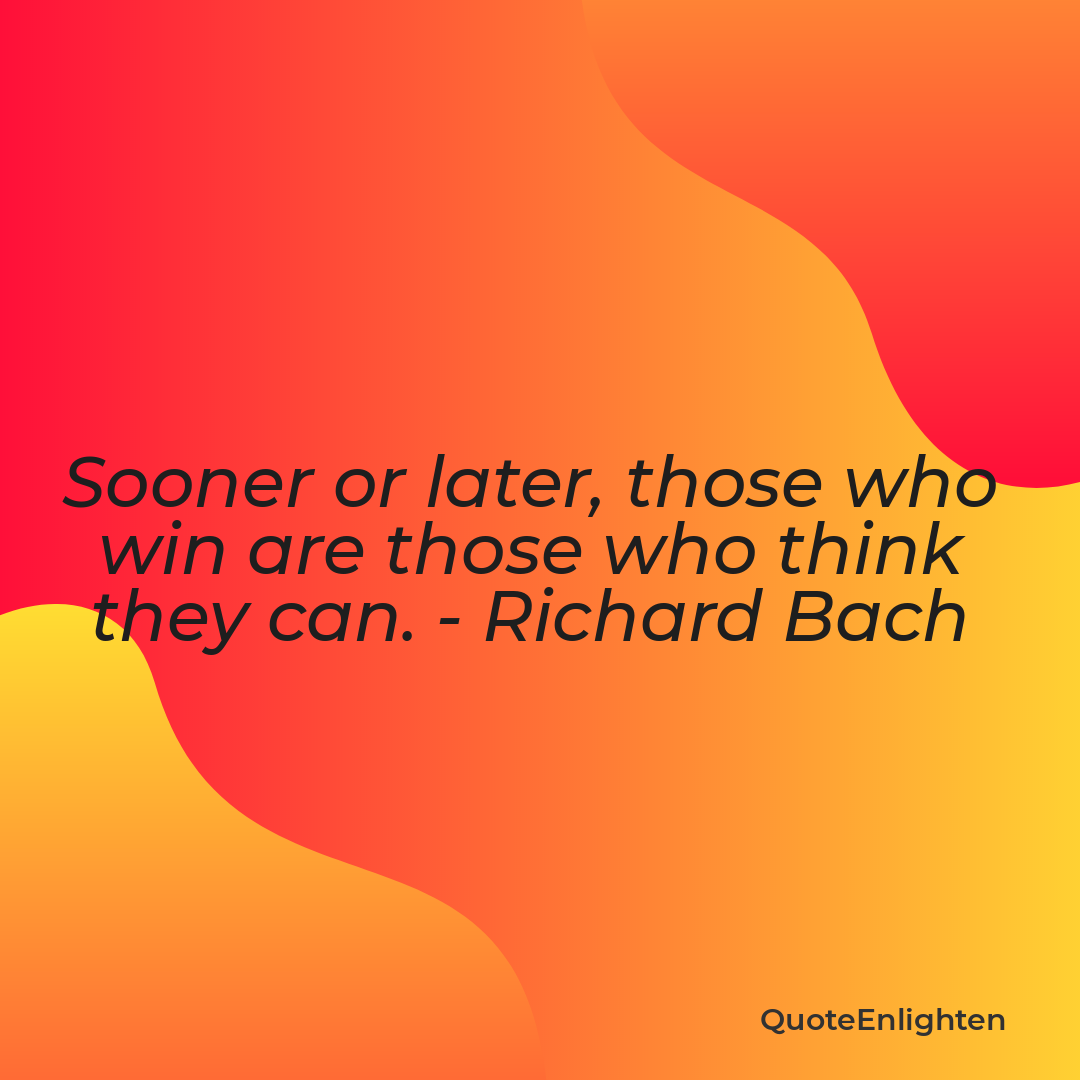 Sooner or later, those who
win are those who think
they can. - Richard Bach
QuoteEnlighten